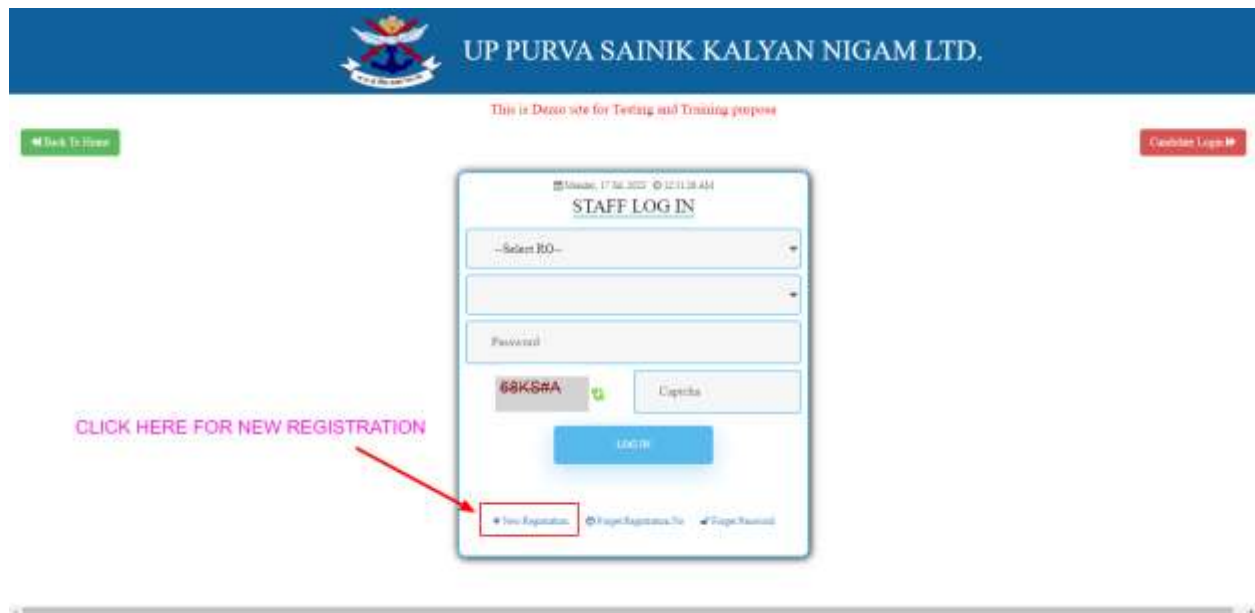 UP PURVA SAINIK KALYAN NIGAM LTD.
This is Demo site for Testing and Training purpose
Back To Home
Candidate Login
STAFF LOG IN
--Select RO--
Password
68KS#A
Captcha
LOG IN
CLICK HERE FOR NEW REGISTRATION
New Registration
Forget Registration No
Forget Password